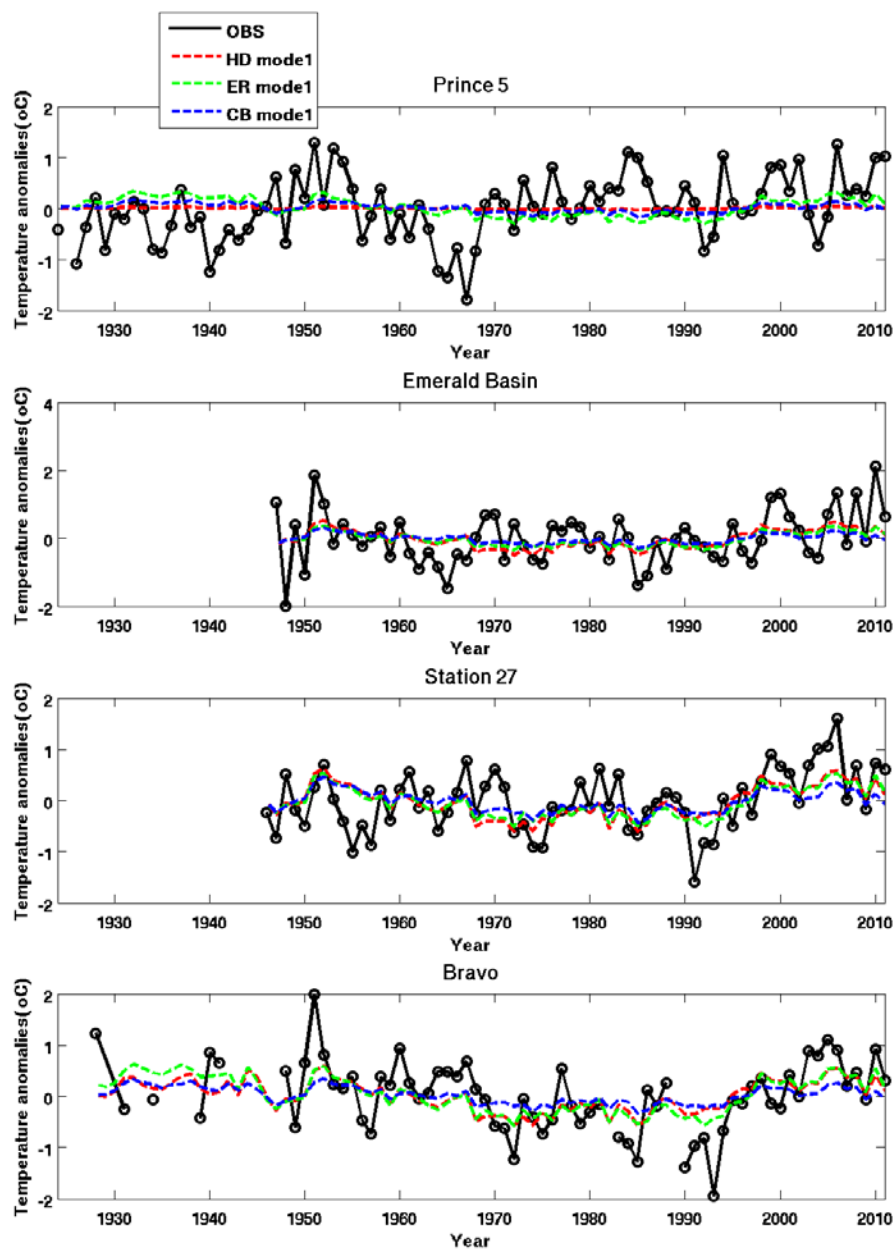 OBS
HD mode1
ER mode1
CB mode1
Prince 5
Temperature anomalies(oC)
2
1
0
-1
-2
1930 1940 1950 1960 1970 1980 1990 2000 2010
Year
Emerald Basin
Temperature anomalies(oC)
4
2
0
-2
1930 1940 1950 1960 1970 1980 1990 2000 2010
Year
Station 27
Temperature anomalies(oC)
2
1
0
-1
-2
1930 1940 1950 1960 1970 1980 1990 2000 2010
Year
Bravo
Temperature anomalies(oC)
2
1
0
-1
-2
1930 1940 1950 1960 1970 1980 1990 2000 2010
Year